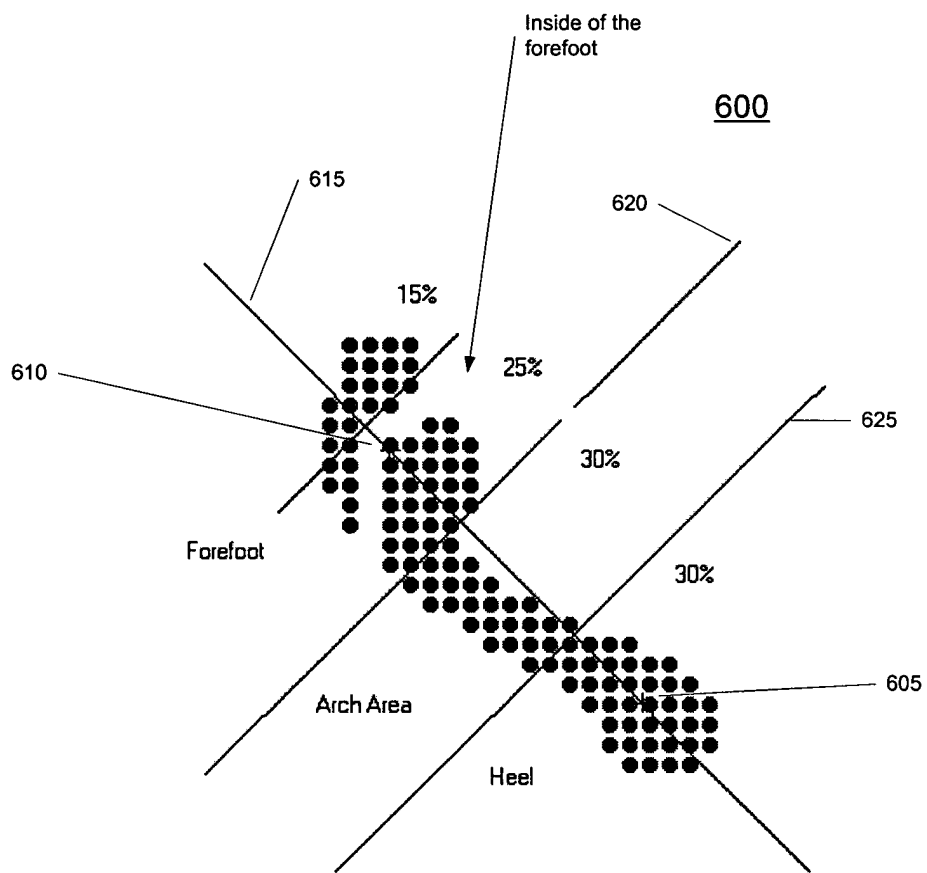 Inside of the
forefoot
600
615
620
15%
610
25%
625
30%
Forefoot
30%
605
Arch Area
Heel